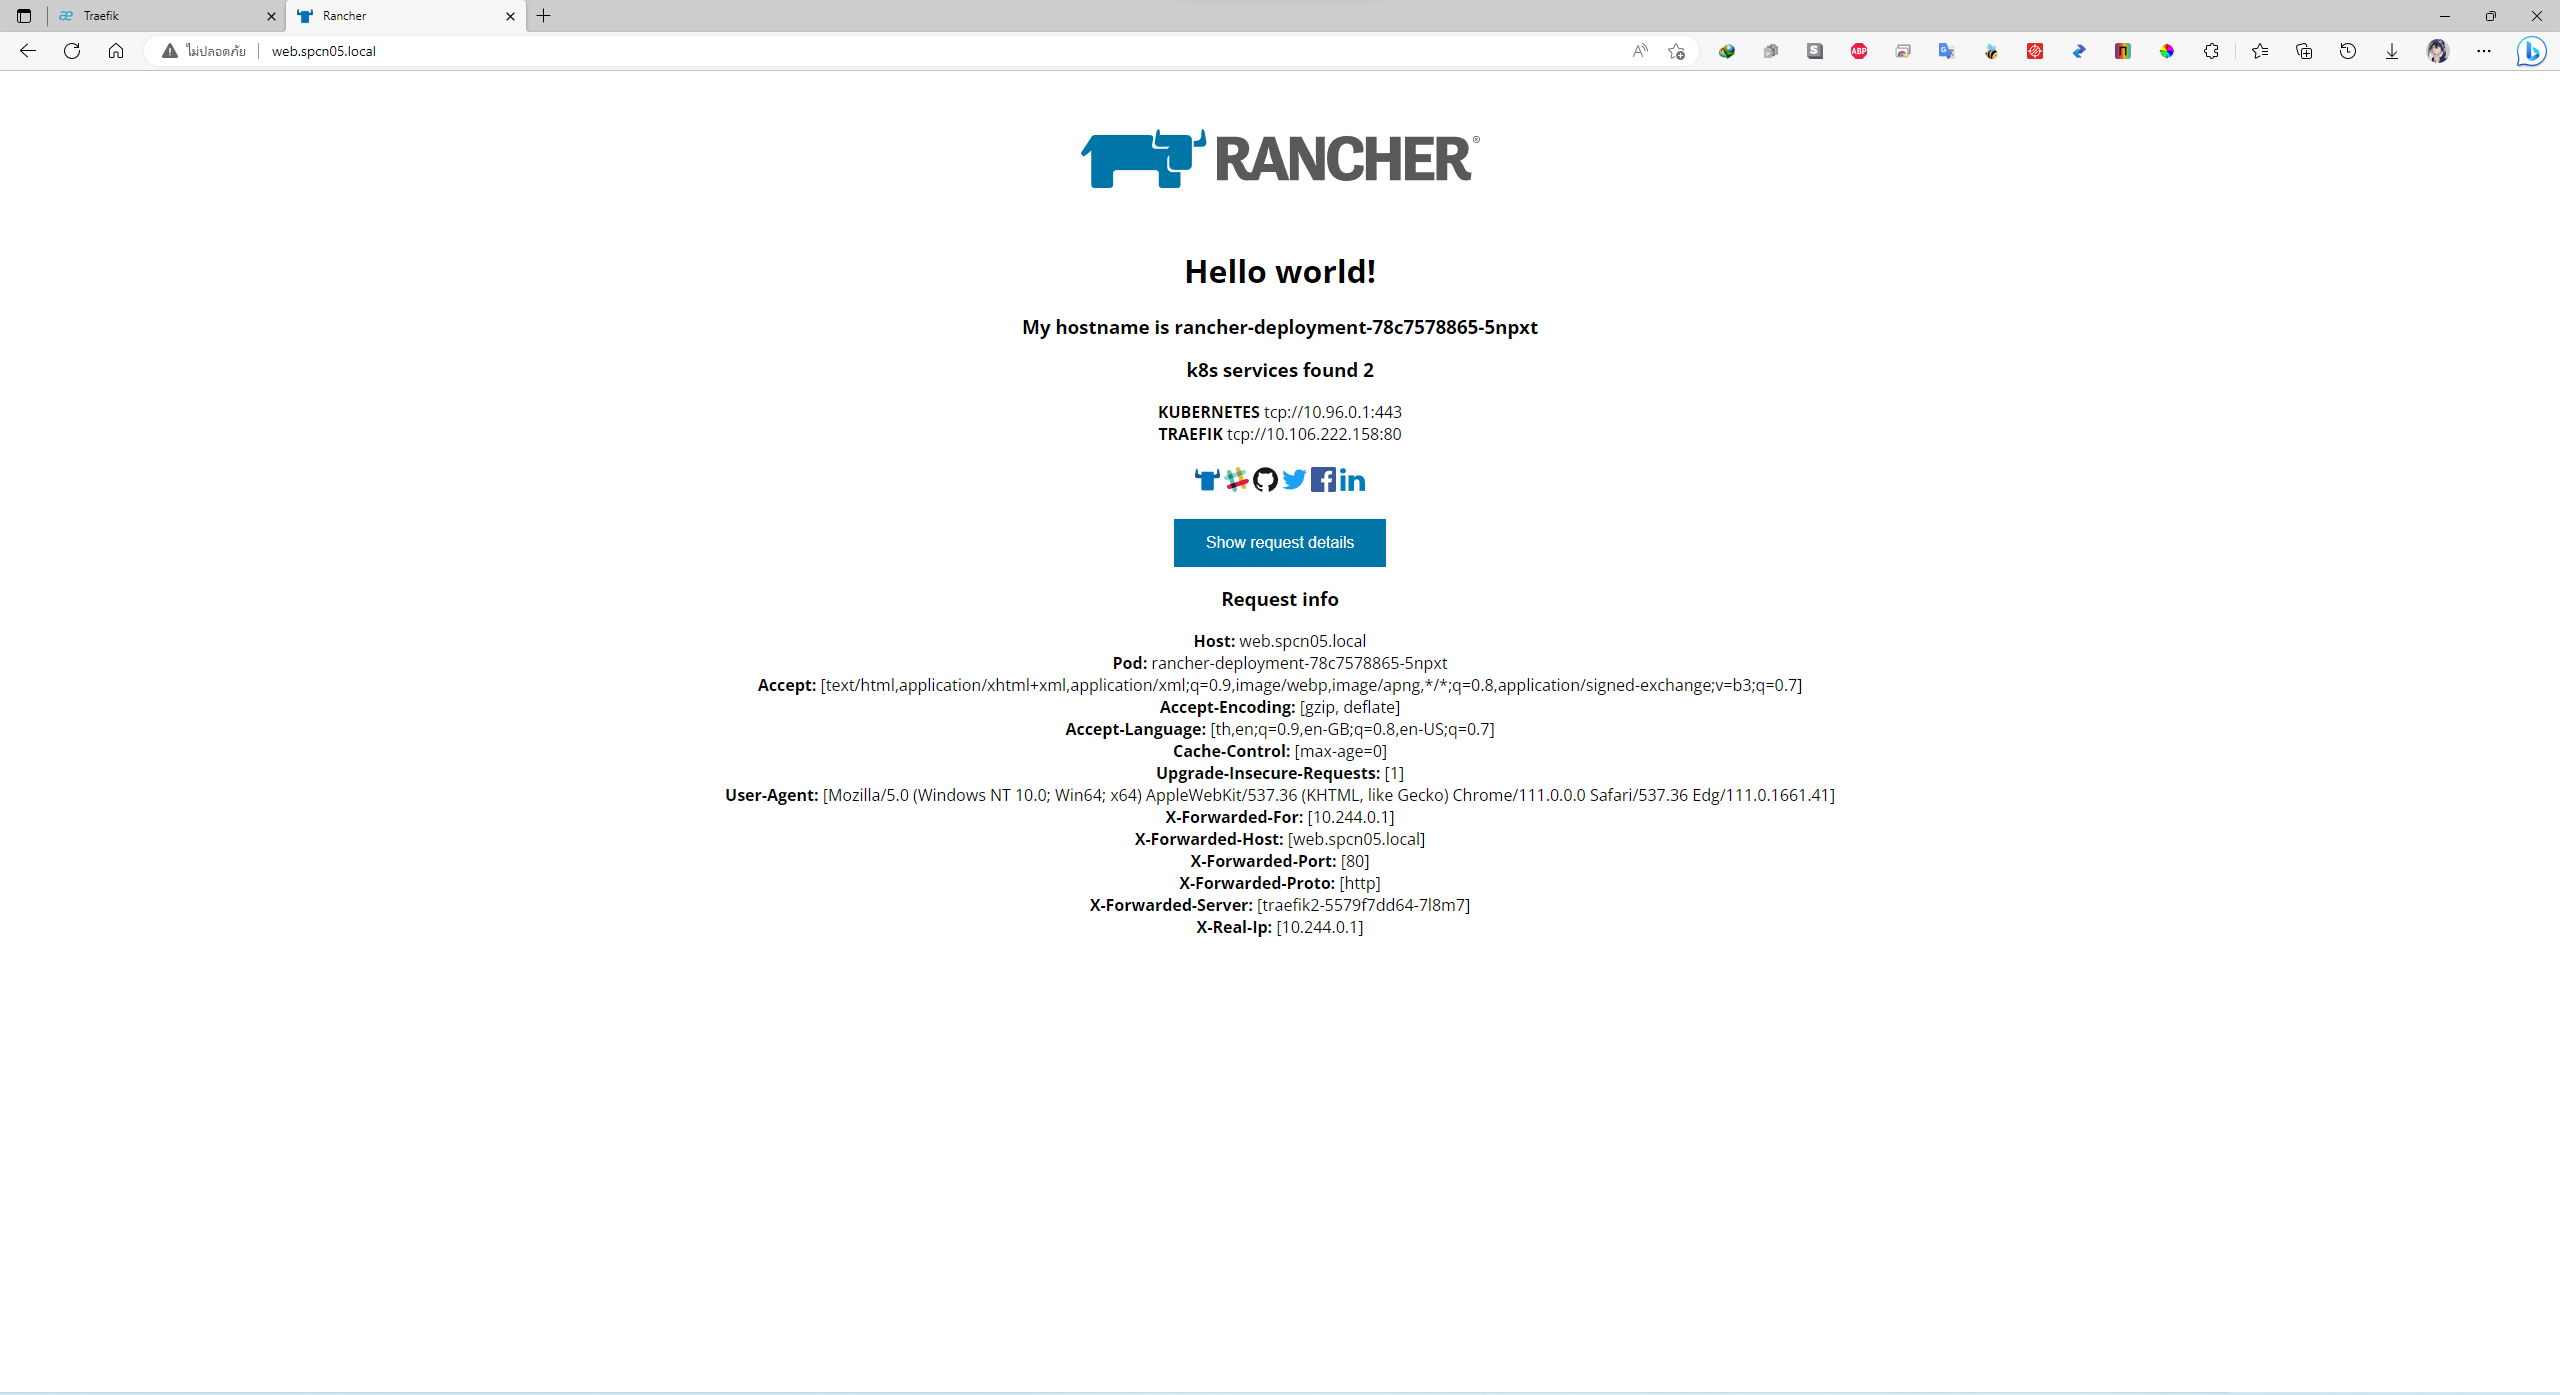 Traefik
Rancher
ไม่ปลอดภัย
web.spcn05.local
ABP
RANCHER®
Hello world!
My hostname is rancher-deployment-78c7578865-5npxt
k8s services found 2
KUBERNETES tcp://10.96.0.1:443
TRAEFIK tcp://10.106.222.158:80
Show request details
Request info
Host: web.spcn05.local
Pod: rancher-deployment-78c7578865-5npxt
Accept: [text/html,application/xhtml+xml,application/xml;q=0.9,image/webp,image/apng,*/*;q=0.8,application/signed-exchange;v=b3;q=0.7]
Accept-Encoding: [gzip, deflate]
Accept-Language: [th,en;q=0.9,en-GB;q=0.8,en-US;q=0.7]
Cache-Control: [max-age=0]
Upgrade-Insecure-Requests: [1]
User-Agent: [Mozilla/5.0 (Windows NT 10.0; Win64; x64) AppleWebKit/537.36 (KHTML, like Gecko) Chrome/111.0.0.0 Safari/537.36 Edg/111.0.1661.41]
X-Forwarded-For: [10.244.0.1]
X-Forwarded-Host: [web.spcn05.local]
X-Forwarded-Port: [80]
X-Forwarded-Proto: [http]
X-Forwarded-Server: [traefik2-5579f7dd64-7l8m7]
X-Real-Ip: [10.244.0.1]